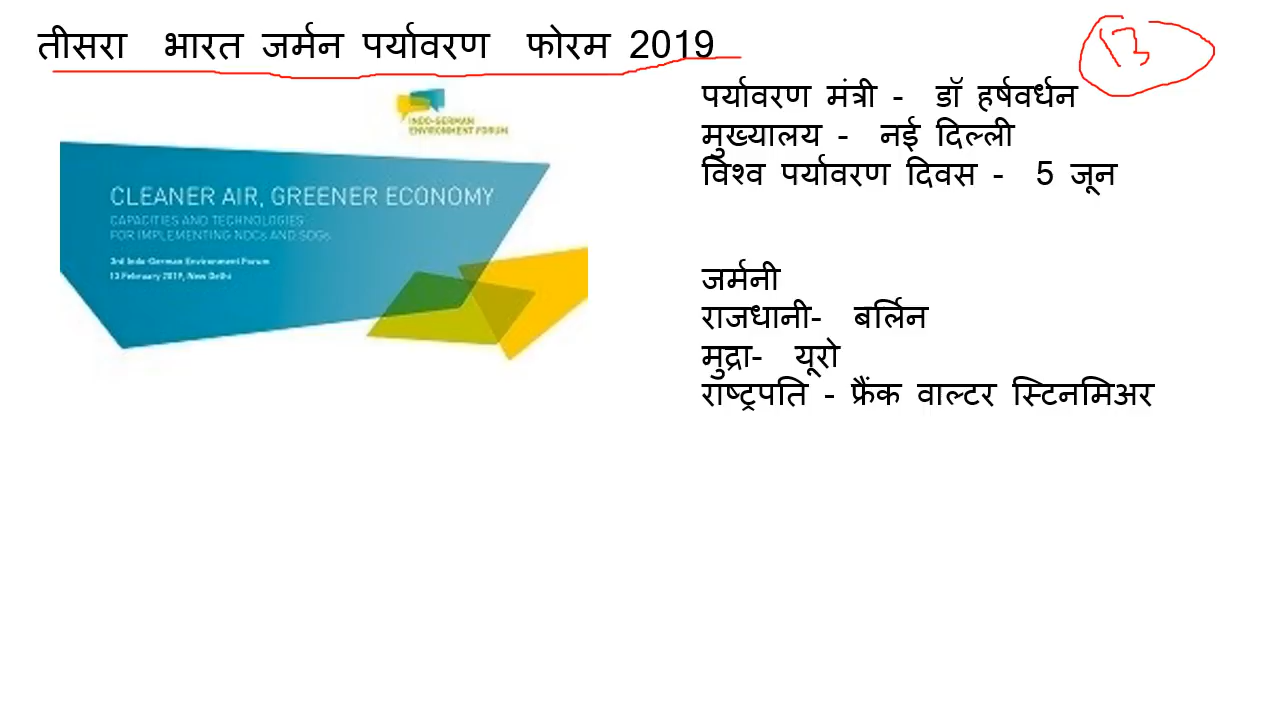 तीसरा भारत जर्मन पर्यावरण फोरम 2019
13
INDO-GERMAN
ENVIRONMENT FORUM
CLEANER AIR, GREENER ECONOMY
CAPACITIES AND TECHNOLOGIES
FOR IMPLEMENTING NDCs AND SDGs
3rd Indo-German Environment Forum
13 February 2019, New Delhi
पर्यावरण मंत्री - डॉ हर्षवर्धन
मुख्यालय - नई दिल्ली
विश्व पर्यावरण दिवस - 5 जून
जर्मनी
राजधानी- बर्लिन
मुद्रा- यूरो
राष्ट्रपति - फ्रैंक वाल्टर स्टिनमिअर